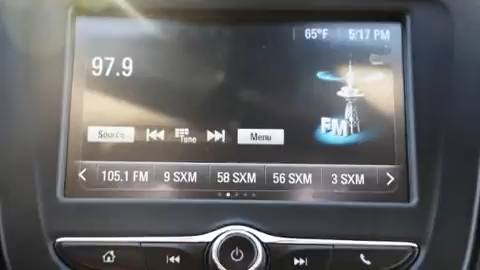 65°F 5:17 PM
97.9
FM
Source Tune Menu
105.1 FM 9 SXM 58 SXM 56 SXM 3 SXM